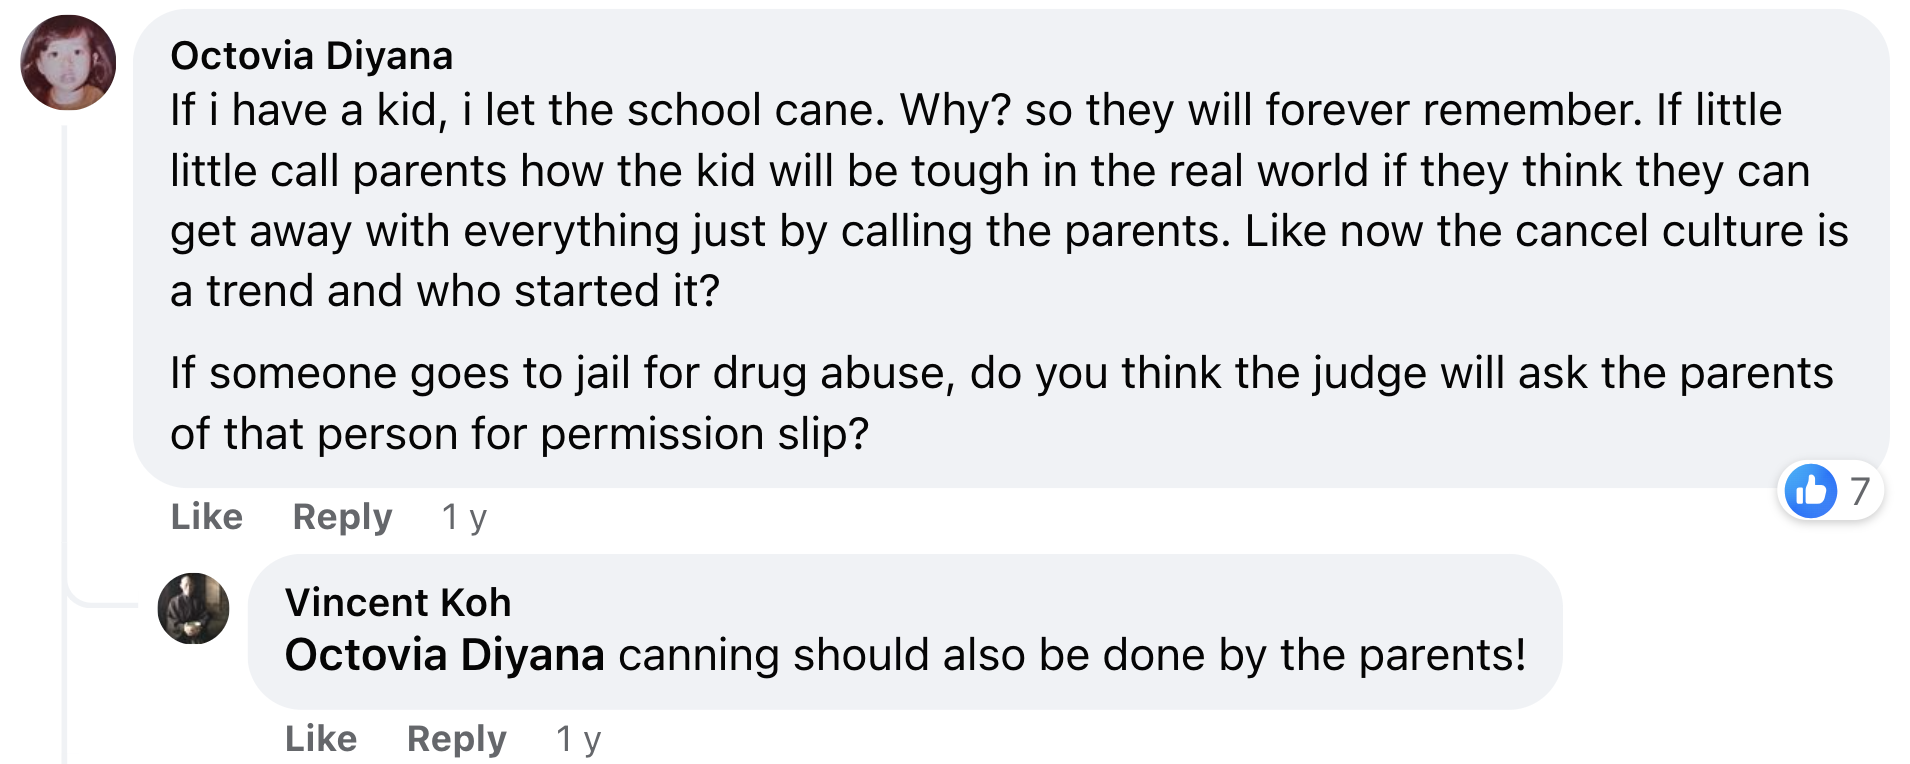 Octovia Diyana
If i have a kid, i let the school cane. Why? so they will forever remember. If little
little call parents how the kid will be tough in the real world if they think they can
get away with everything just by calling the parents. Like now the cancel culture is
a trend and who started it?
If someone goes to jail for drug abuse, do you think the judge will ask the parents
of that person for permission slip?
7
Like Reply 1 y
Vincent Koh
Octovia Diyana canning should also be done by the parents!
Like Reply 1 y